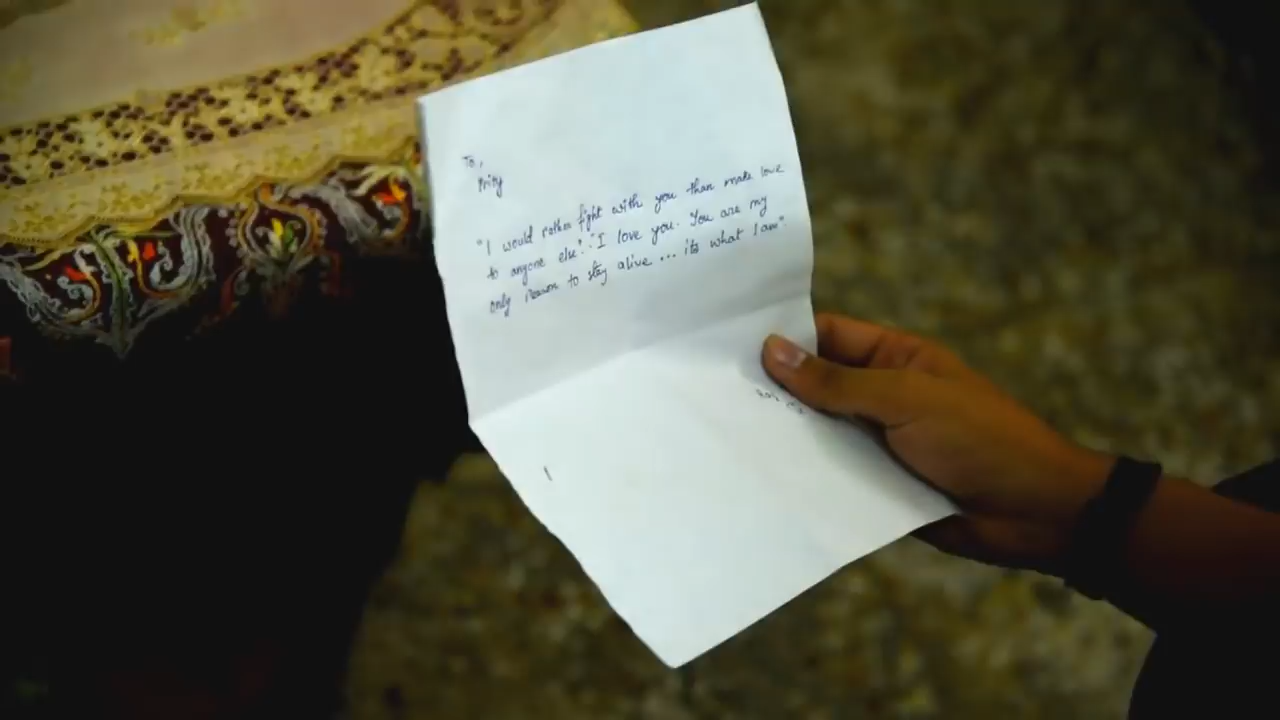 To,
Prity
"I would rather fight with you than make love
to anyone else". "I love you. You are my
only reason to stay alive ... its what I am".